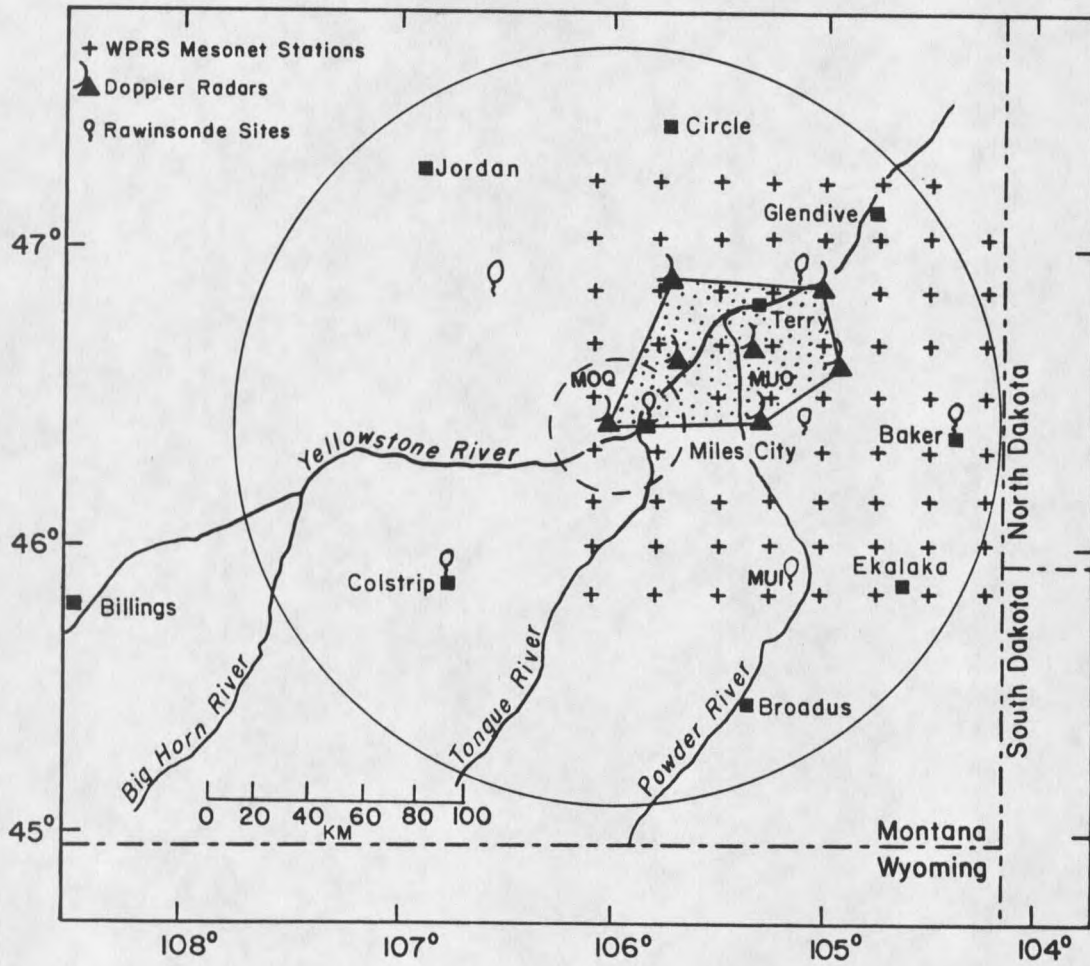 WPRS Mesonet Stations
Doppler Radars
Rawinsonde Sites
Circle
Jordan
Glendive
47°
Terry
MOQ
MUO
Baker
Yellowstone River
Miles City
North Dakota
46°
Colstrip
MUI
Ekalaka
Billings
Big Horn River
Tongue River
Powder River
Broadus
South Dakota
0 20 40 60 80 100
KM
45°
Montana
Wyoming
108° 107° 106° 105° 104°